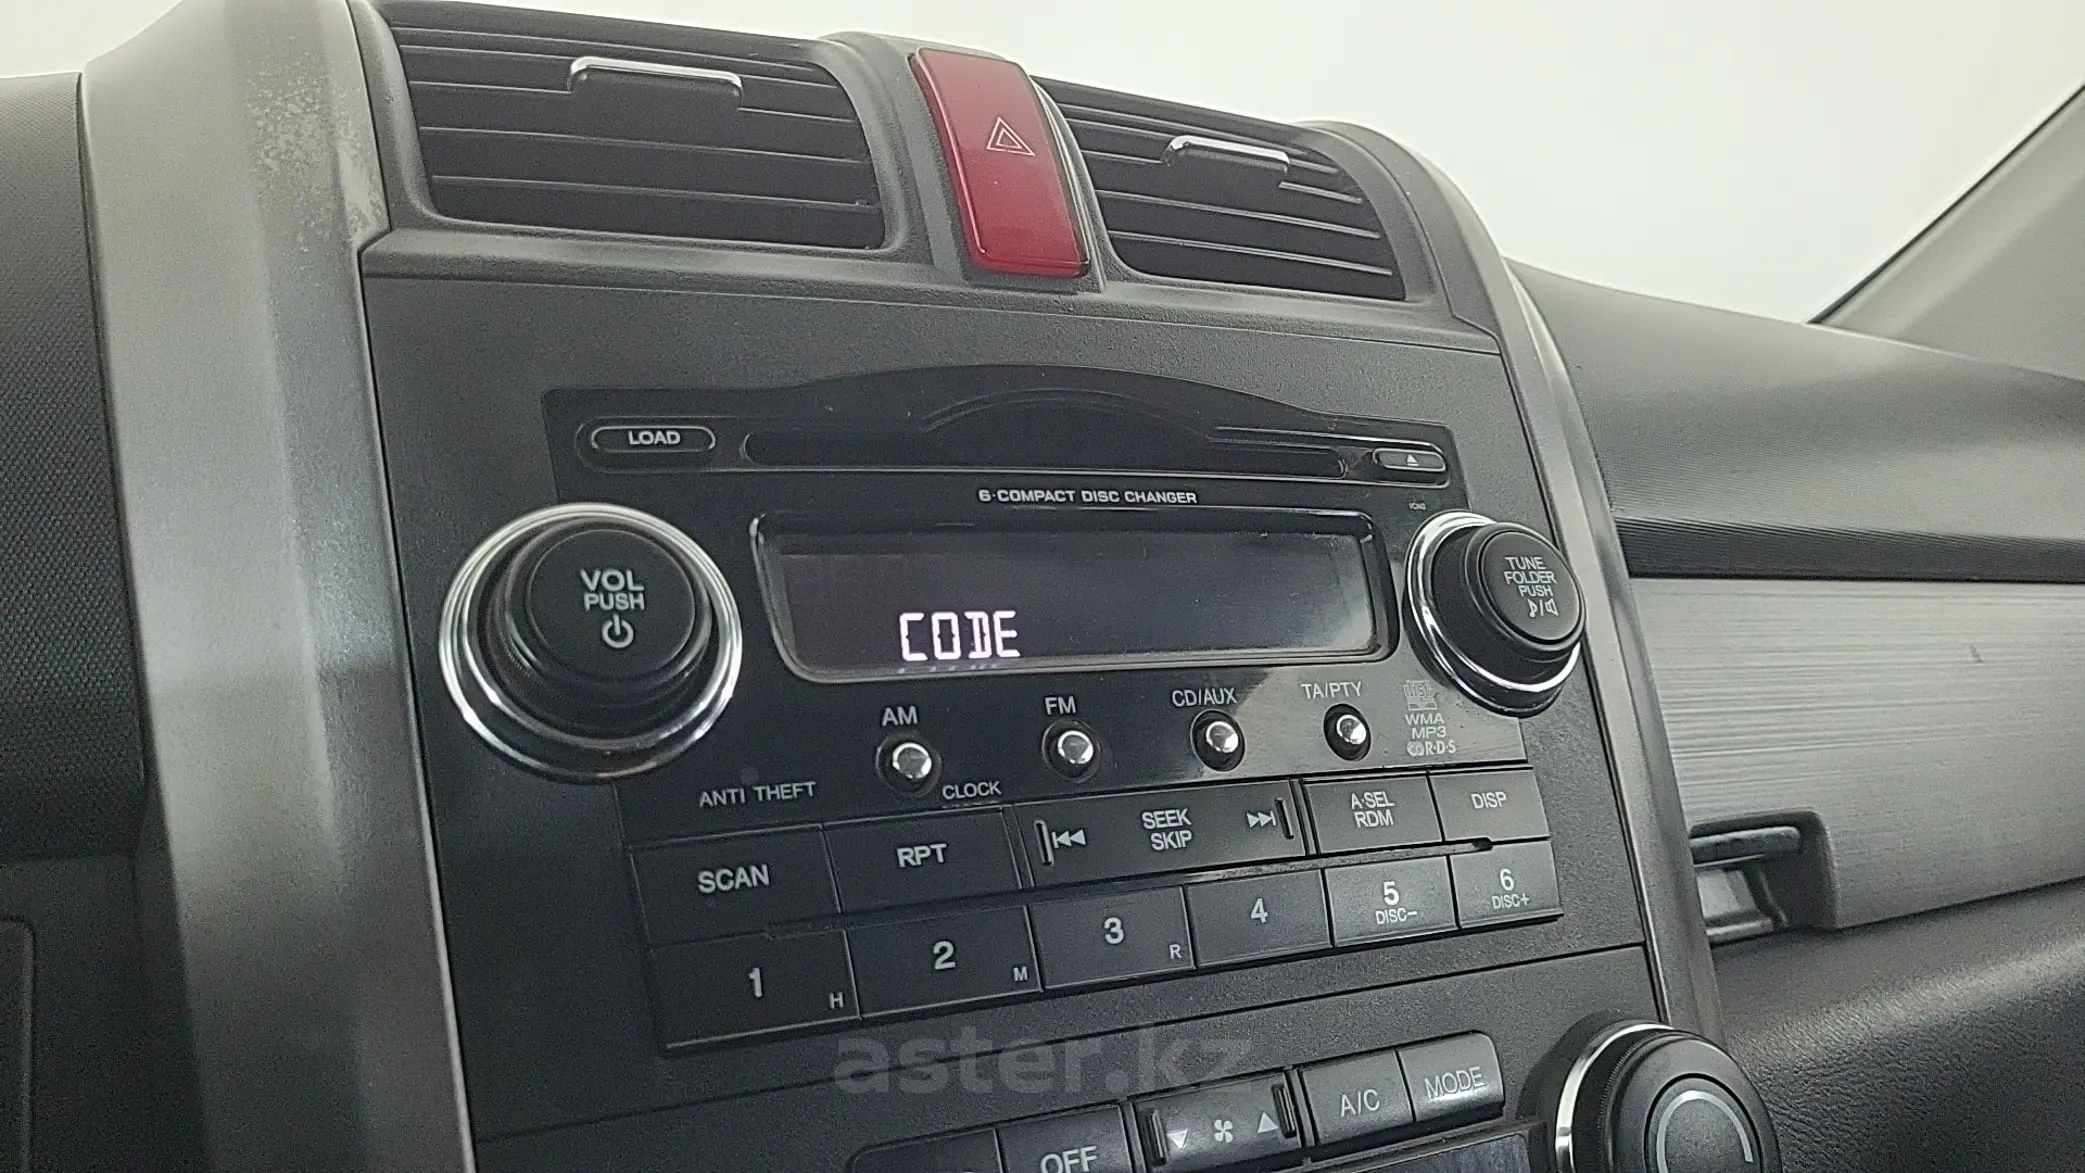 LOAD
6·COMPACT DISC CHANGER
VOL
PUSH
CODE
TUNE
FOLDER
PUSH
AM
FM
CD/AUX
TA/PTY
WMA
MP3
R·D·S
ANTI THEFT
CLOCK
SCAN
RPT
SEEK
SKIP
A·SEL
RDM
DISP
1 H
2 M
3 R
4
5
DISC−
6
DISC+
aster.kz
OFF
A/C
MODE